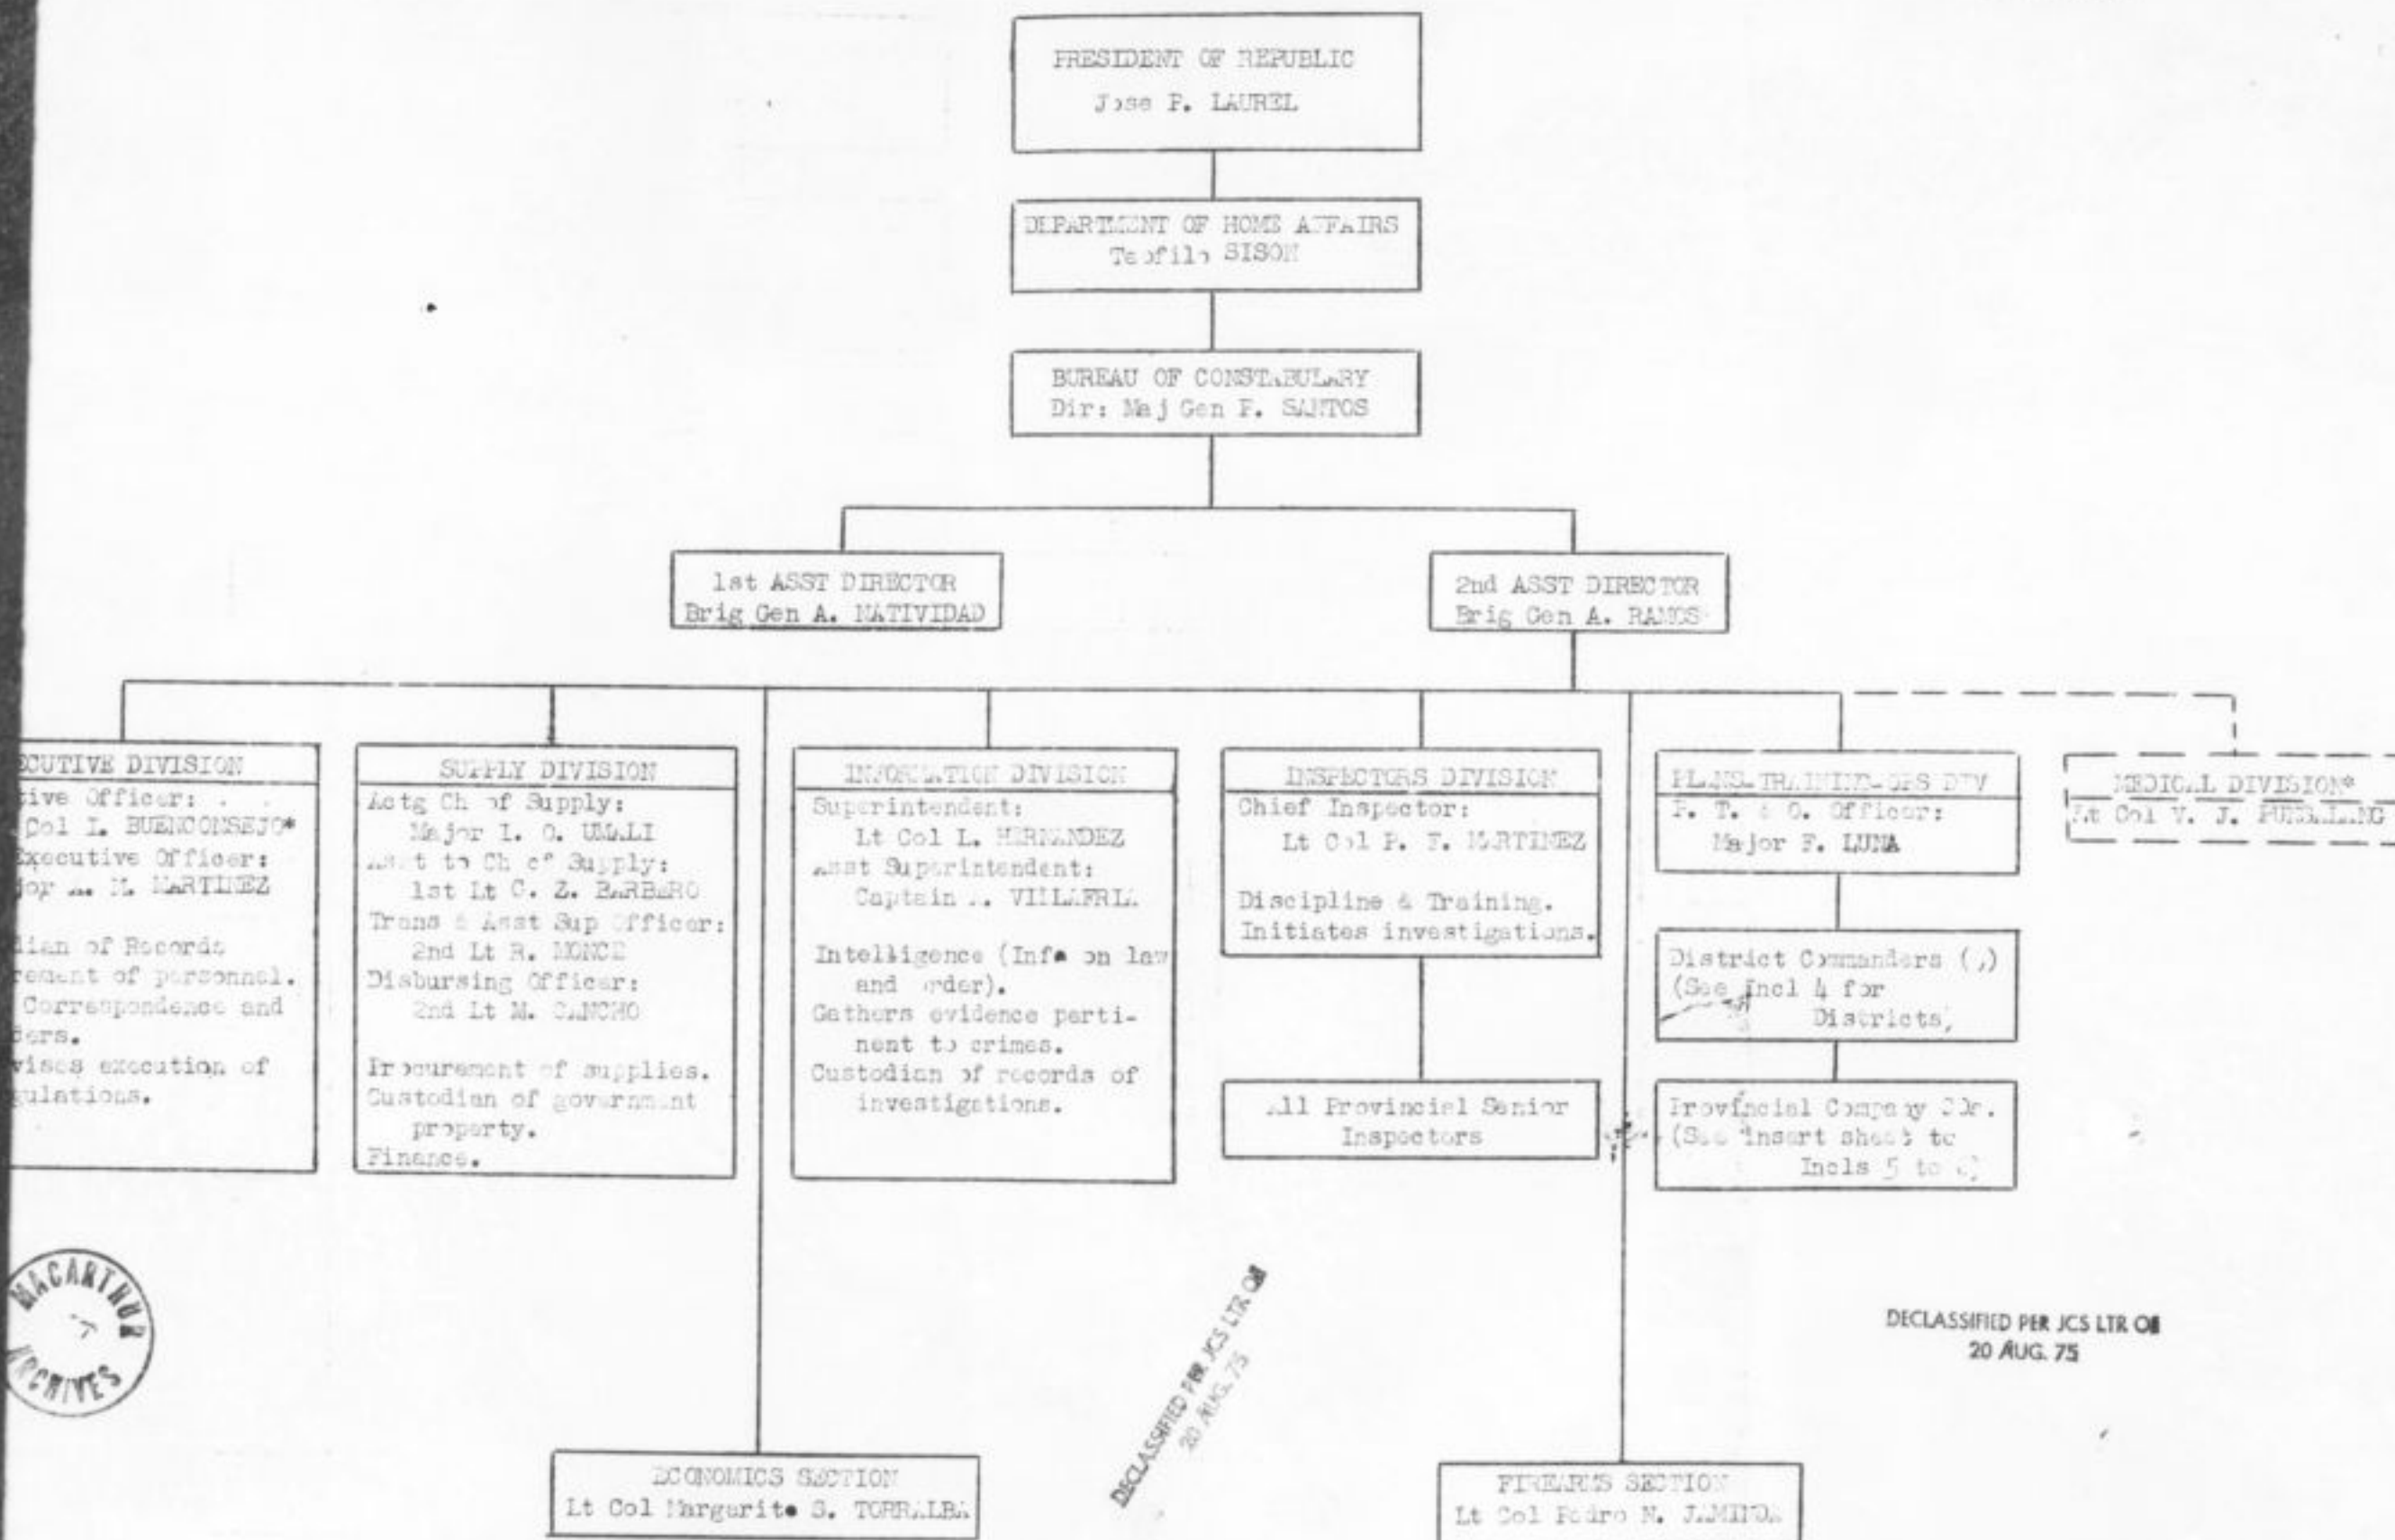 PRESIDENT OF REPUBLIC
Jose P. LAUREL
DEPARTMENT OF HOME AFFAIRS
Teofilo SISON
BUREAU OF CONSTABULARY
Dir: Maj Gen P. SANTOS
1st ASST DIRECTOR
Brig Gen A. NATIVIDAD
2nd ASST DIRECTOR
Brig Gen A. RAMOS
CUTIVE DIVISION
tive Officer:
Col L. BUENCONSEJO*
Executive Officer:
jor A. M. MARTINEZ
dian of Records
rement of personnel.
Correspondence and
ders.
vises execution of
gulations.
SUPPLY DIVISION
Actg Ch of Supply:
Major I. O. UMALI
Asst to Ch of Supply:
1st Lt C. Z. BARBERO
Trans & Asst Sup Officer:
2nd Lt R. MONCE
Disbursing Officer:
2nd Lt M. CANCHO
Procurement of supplies.
Custodian of government
property.
Finance.
INFORMATION DIVISION
Superintendent:
Lt Col L. HERNANDEZ
Asst Superintendent:
Captain A. VILLAFRIA
Intelligence (Info on law
and order).
Gathers evidence perti-
nent to crimes.
Custodian of records of
investigations.
INSPECTORS DIVISION
Chief Inspector:
Lt Col P. F. MARTINEZ
Discipline & Training.
Initiates investigations.
All Provincial Senior
Inspectors
PLANS-TRAINING-OPS DIV
P. T. & O. Officer:
Major F. LUNA
District Commanders
(See Incl 4 for
Districts)
Provincial Company Cdr.
(See insert sheet to
Incls 5 to
MEDICAL DIVISION*
Lt Col V. J.
ECONOMICS SECTION
Lt Col Margarito S. TORRALBA
FIREARMS SECTION
Lt Col Pedro N.
MACARTHUR
ARCHIVES
DECLASSIFIED PER JCS LTR OF
20 AUG. 75
DECLASSIFIED PER JCS LTR OF
20 AUG. 75